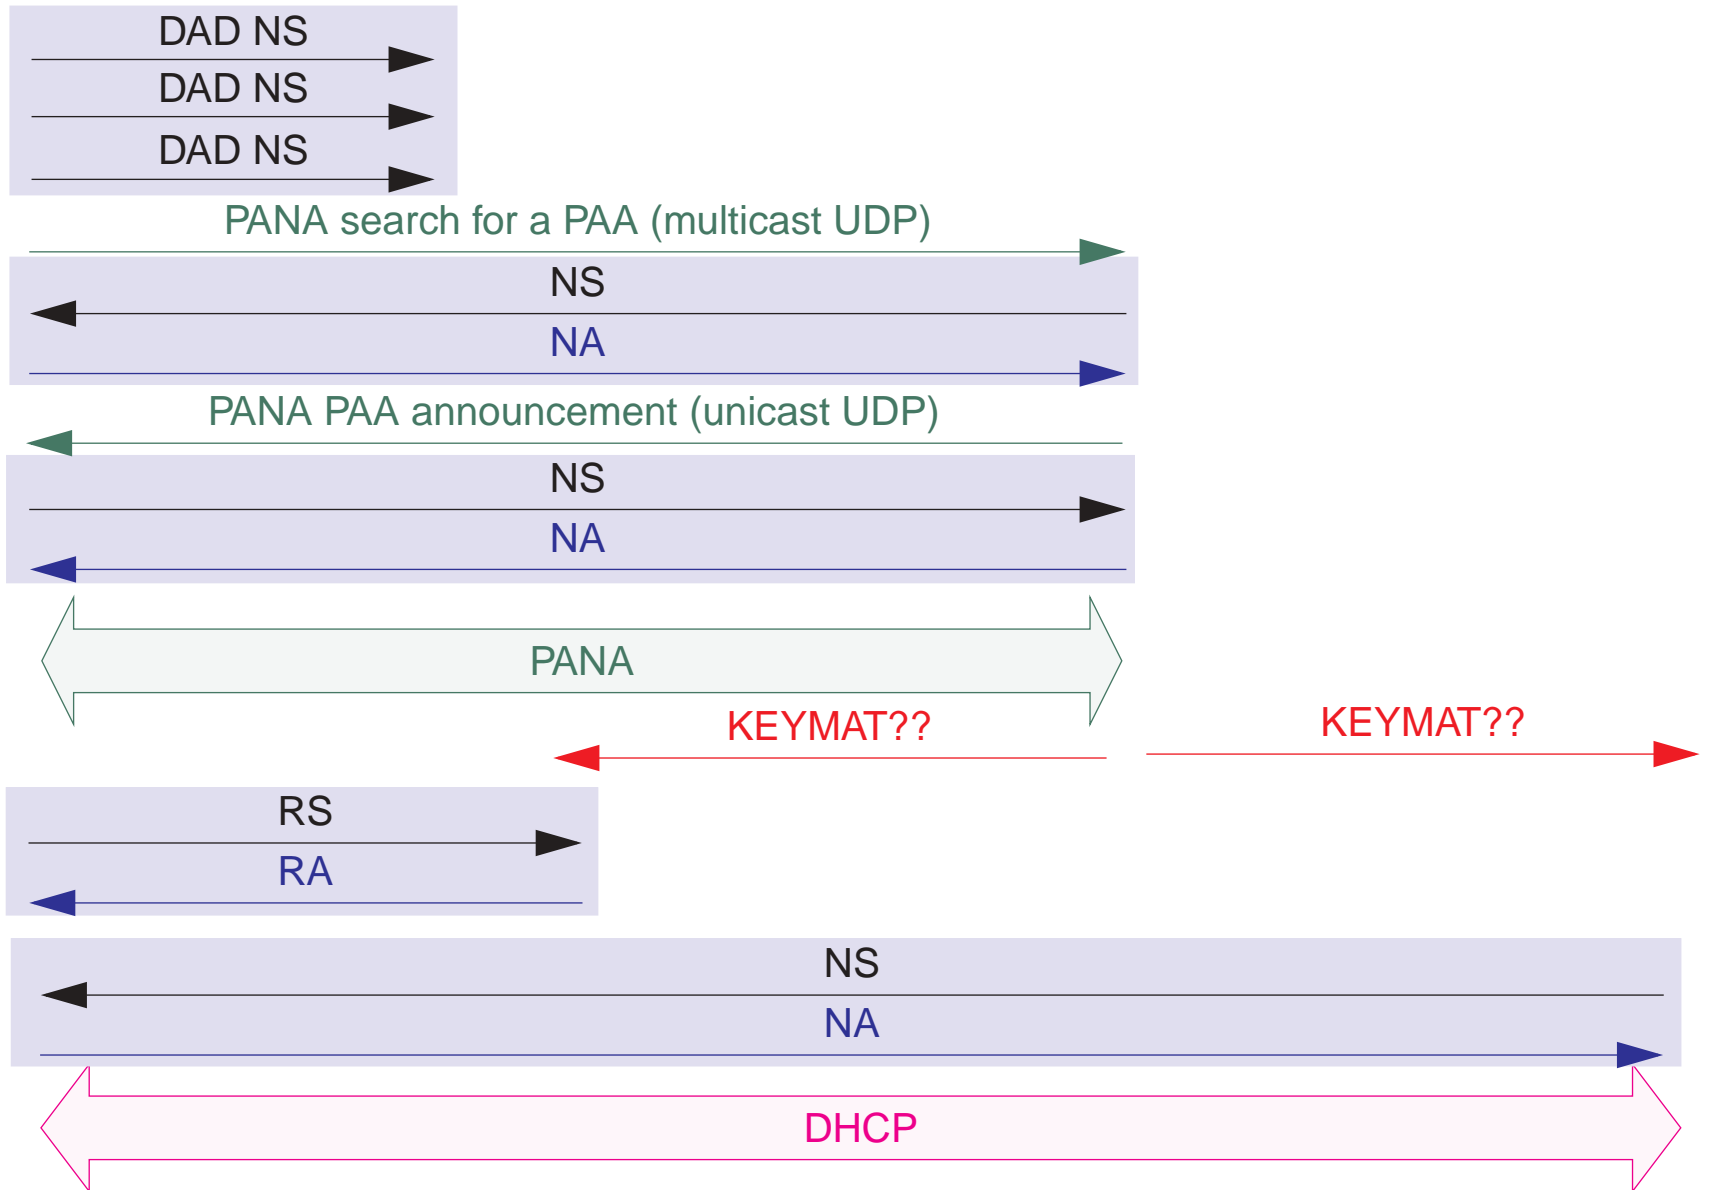 DAD NS
DAD NS
DAD NS
PANA search for a PAA (multicast UDP)
NS
NA
PANA PAA announcement (unicast UDP)
NS
NA
PANA
KEYMAT??
KEYMAT??
RS
RA
NS
NA
DHCP